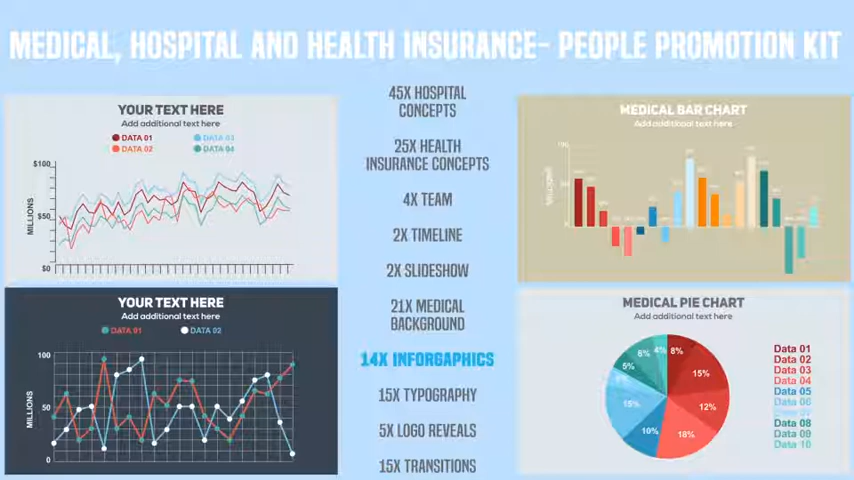 MEDICAL, HOSPITAL AND HEALTH INSURANCE- PEOPLE PROMOTION KIT
YOUR TEXT HERE
Add additional text here
DATA 01
DATA 03
DATA 02
DATA 04
$100
$50
$0
MILLIONS
YOUR TEXT HERE
Add additional text here
DATA 01
DATA 02
100
50
0
MILLIONS
45X HOSPITAL
CONCEPTS
25X HEALTH
INSURANCE CONCEPTS
4X TEAM
2X TIMELINE
2X SLIDESHOW
21X MEDICAL
BACKGROUND
14X INFORGAPHICS
15X TYPOGRAPHY
5X LOGO REVEALS
15X TRANSITIONS
MEDICAL BAR CHART
Add additional text here
MILLIONS
MEDICAL PIE CHART
Add additional text here
8%
15%
12%
18%
10%
15%
5%
6%
4%
Data 01
Data 02
Data 03
Data 04
Data 05
Data 06
Data 08
Data 09
Data 10